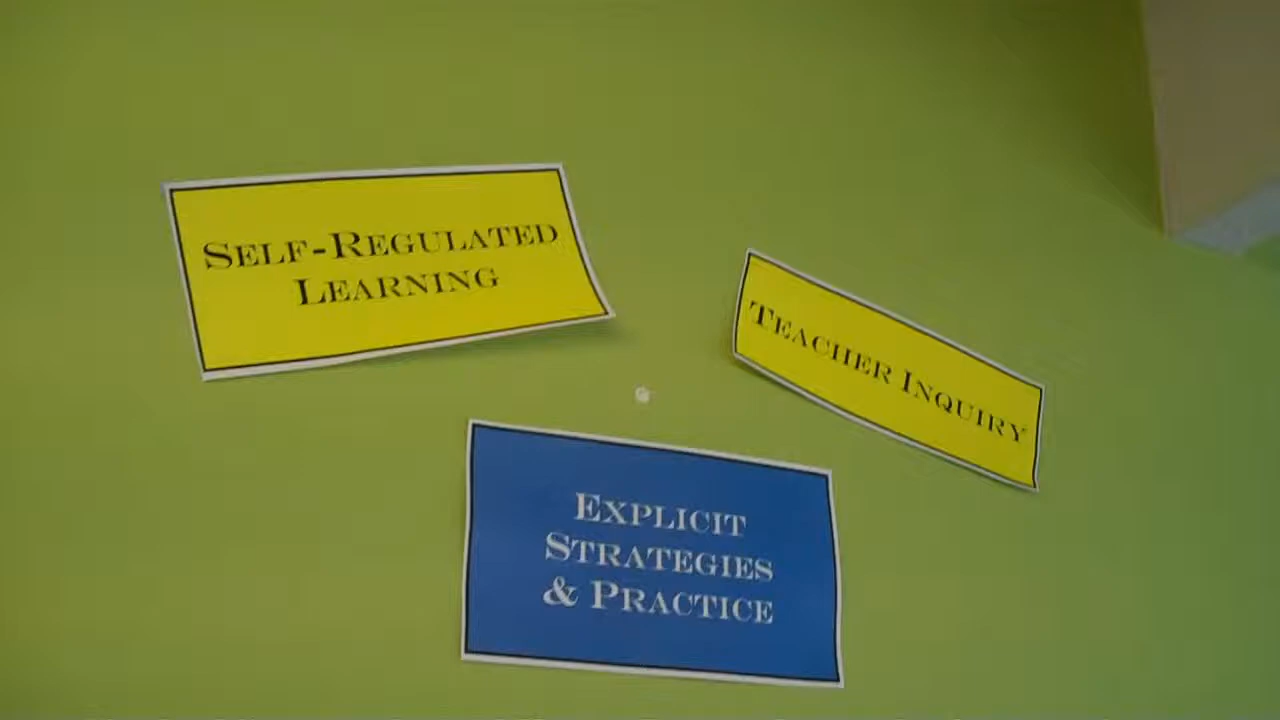 Self-Regulated
Learning
Teacher Inquiry
Explicit
Strategies
& Practice